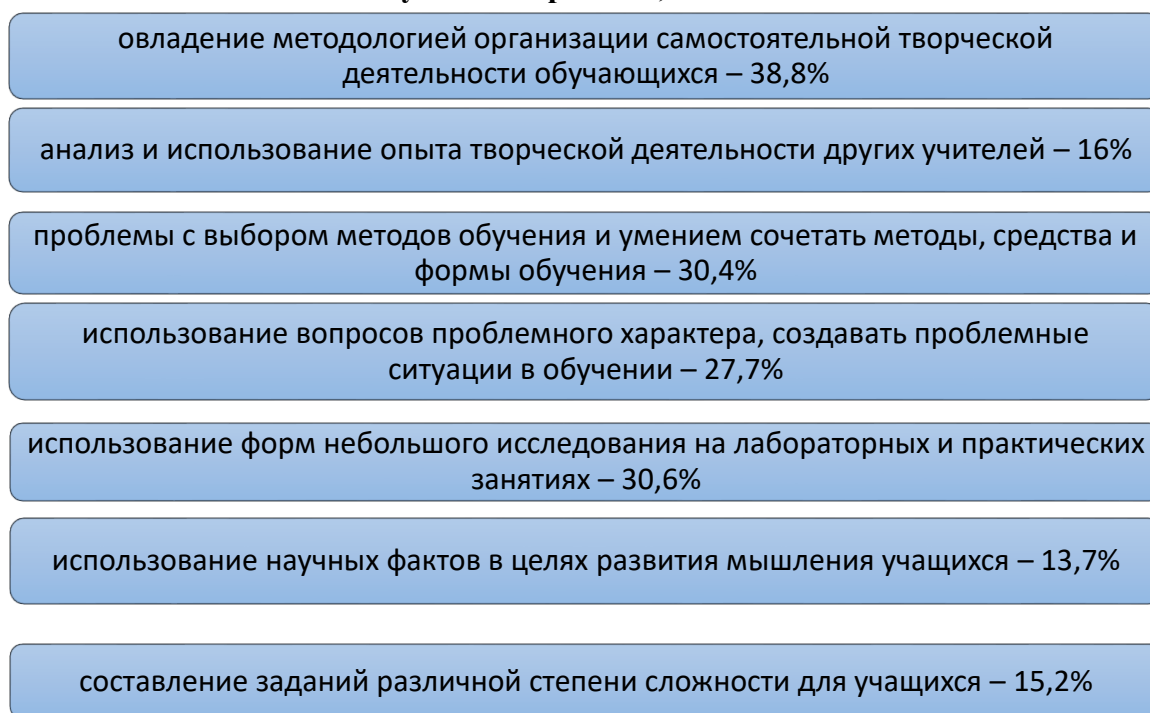 овладение методологией организации самостоятельной творческой
деятельности обучающихся – 38,8%
анализ и использование опыта творческой деятельности других учителей – 16%
проблемы с выбором методов обучения и умением сочетать методы, средства и
формы обучения – 30,4%
использование вопросов проблемного характера, создавать проблемные
ситуации в обучении – 27,7%
использование форм небольшого исследования на лабораторных и практических
занятиях – 30,6%
использование научных фактов в целях развития мышления учащихся – 13,7%
составление заданий различной степени сложности для учащихся – 15,2%